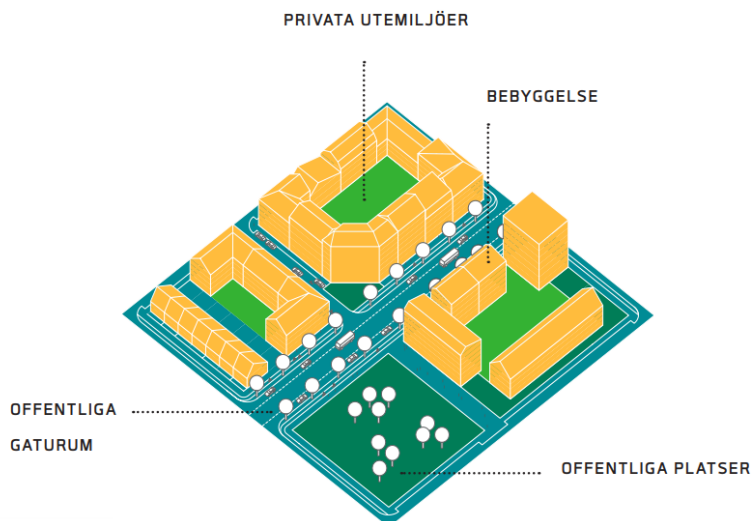 PRIVATA UTEMILJÖER
BEBYGGELSE
OFFENTLIGA
GATURUM
OFFENTLIGA PLATSER